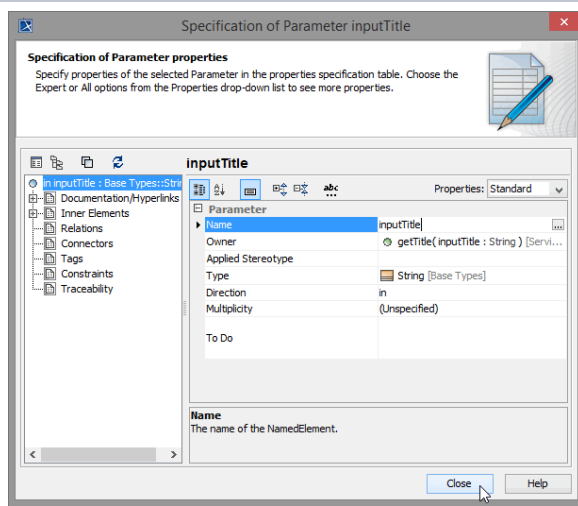 Specification of Parameter inputTitle
Specification of Parameter properties
Specify properties of the selected Parameter in the properties specification table. Choose the
Expert or All options from the Properties drop-down list to see more properties.
inputTitle
in inputTitle : Base Types::Strin
Documentation/Hyperlinks
Inner Elements
Relations
Connectors
Tags
Constraints
Traceability
abc
Properties: Standard
Parameter
Name inputTitle ...
Owner getTitle( inputTitle : String ) [Servi...
Applied Stereotype
Type String [Base Types]
Direction in
Multiplicity (Unspecified)
To Do
Name
The name of the NamedElement.
Close Help